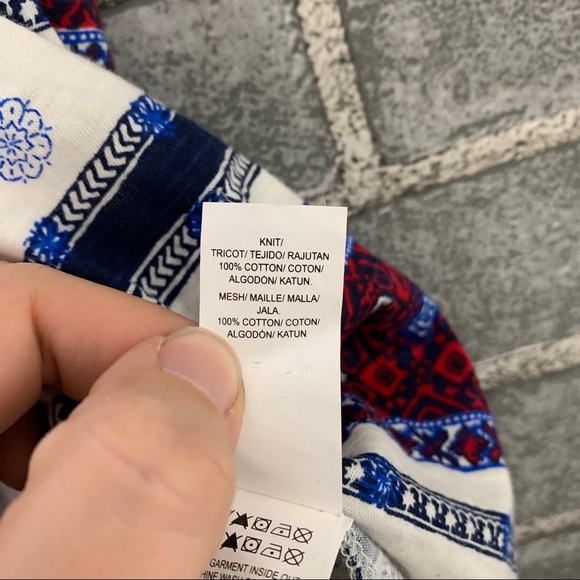 KNIT/
TRICOT/ TEJIDO/ RAJUTAN
100% COTTON/ COTON/
ALGODÓN/ KATUN.
MESH/ MAILLE/ MALLA/
JALA.
100% COTTON/ COTON/
ALGODÓN/ KATUN
GARMENT INSIDE
WASH